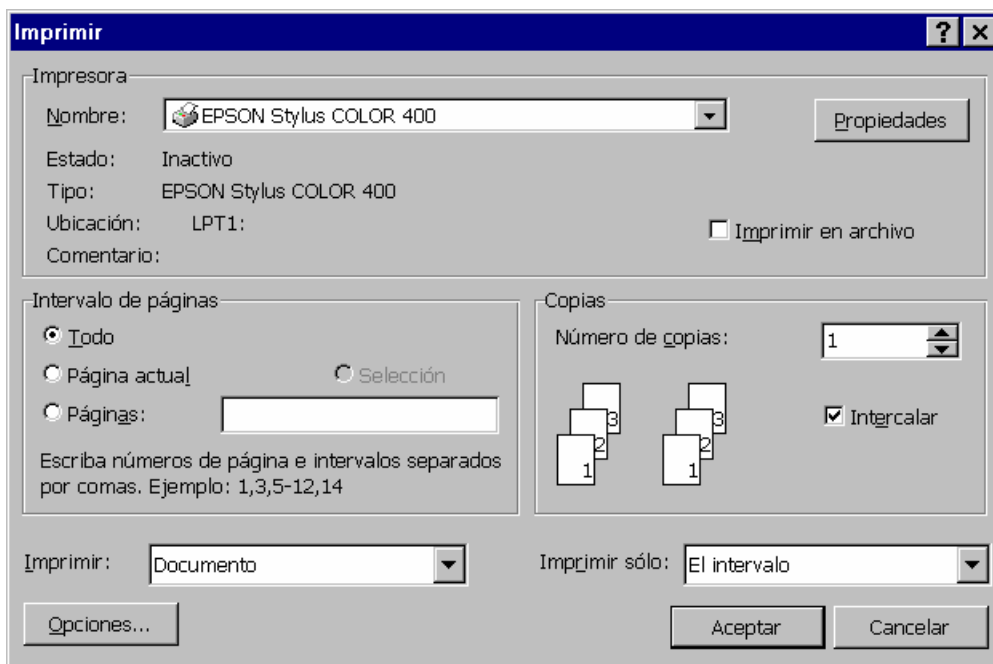 Imprimir
Impresora
Nombre: EPSON Stylus COLOR 400 Propiedades
Estado: Inactivo
Tipo: EPSON Stylus COLOR 400
Ubicación: LPT1:
Imprimir en archivo
Comentario:
Intervalo de páginas
Todo
Página actual Selección
Páginas:
Escriba números de página e intervalos separados
por comas. Ejemplo: 1,3,5-12,14
Copias
Número de copias: 1
3 3
2 2
1 1
Intercalar
Imprimir: Documento
Imprimir sólo: El intervalo
Opciones...
Aceptar Cancelar